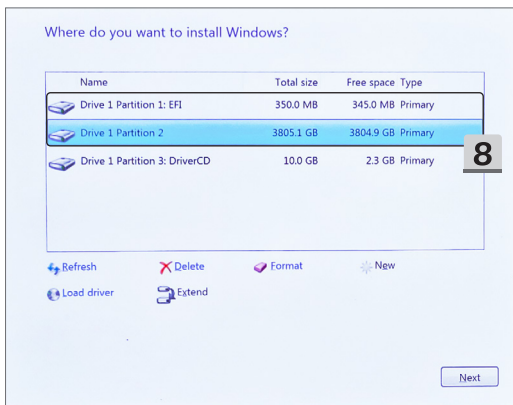 Where do you want to install Windows?
Name Total size Free space Type
Drive 1 Partition 1: EFI 350.0 MB 345.0 MB Primary
Drive 1 Partition 2 3805.1 GB 3804.9 GB Primary
8
Drive 1 Partition 3: DriverCD 10.0 GB 2.3 GB Primary
Refresh Delete Format New
Load driver Extend
Next